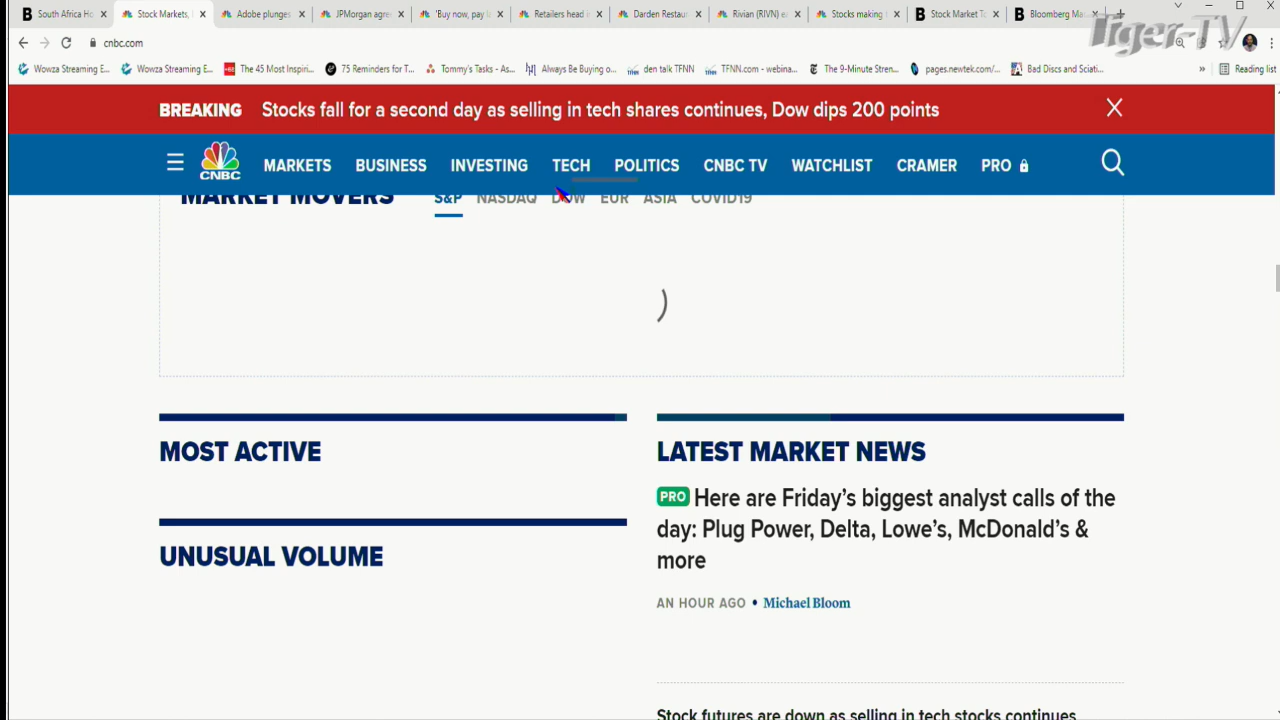 South Africa Ho
Stock Markets,
Adobe plunges
JPMorgan agre
'Buy now, pay
Retailers head i
Darden Restaur
Rivian (RIVN) e
Stocks making
Stock Market T
Bloomberg Ma
Tiger-TV
cnbc.com
Wowza Streaming E...
Wowza Streaming E...
The 45 Most Inspiri...
75 Reminders for T...
Tommy's Tasks - As...
Always Be Buying o...
den talk TFNN
TFNN.com - webina...
The 9-Minute Stren...
pages.newtek.com/...
Bad Discs and Sciati...
»
Reading list
BREAKING Stocks fall for a second day as selling in tech shares continues, Dow dips 200 points
CNBC MARKETS BUSINESS INVESTING TECH POLITICS CNBC TV WATCHLIST CRAMER PRO
MARKET MOVERS S&P NASDAQ DOW EUR ASIA COVID19
MOST ACTIVE
UNUSUAL VOLUME
LATEST MARKET NEWS
PRO Here are Friday's biggest analyst calls of the
day: Plug Power, Delta, Lowe's, McDonald's &
more
AN HOUR AGO • Michael Bloom
Stock futures are down as selling in tech stocks continues